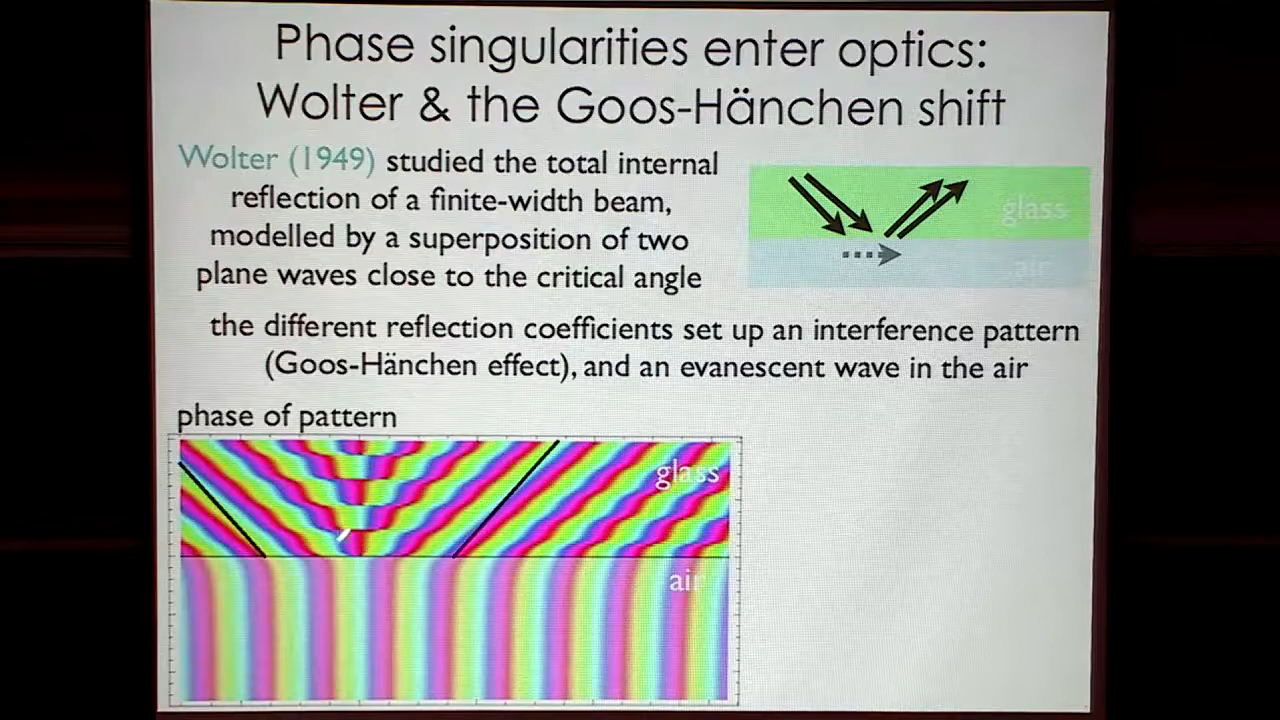 Phase singularities enter optics:
Wolter & the Goos-Hänchen shift
Wolter (1949) studied the total internal
reflection of a finite-width beam,
modelled by a superposition of two
plane waves close to the critical angle
glass
air
the different reflection coefficients set up an interference pattern
(Goos-Hänchen effect), and an evanescent wave in the air
phase of pattern
glass
air